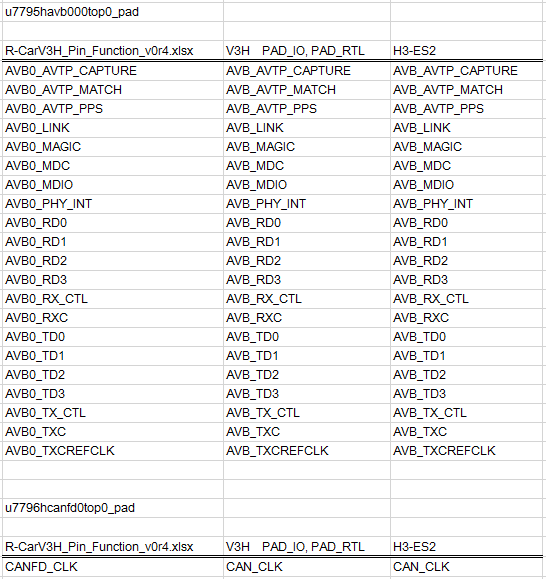 u7795havb000top0_pad
R-CarV3H_Pin_Function_v0r4.xlsx V3H PAD_IO, PAD_RTL H3-ES2
AVB0_AVTP_CAPTURE AVB_AVTP_CAPTURE AVB_AVTP_CAPTURE
AVB0_AVTP_MATCH AVB_AVTP_MATCH AVB_AVTP_MATCH
AVB0_AVTP_PPS AVB_AVTP_PPS AVB_AVTP_PPS
AVB0_LINK AVB_LINK AVB_LINK
AVB0_MAGIC AVB_MAGIC AVB_MAGIC
AVB0_MDC AVB_MDC AVB_MDC
AVB0_MDIO AVB_MDIO AVB_MDIO
AVB0_PHY_INT AVB_PHY_INT AVB_PHY_INT
AVB0_RD0 AVB_RD0 AVB_RD0
AVB0_RD1 AVB_RD1 AVB_RD1
AVB0_RD2 AVB_RD2 AVB_RD2
AVB0_RD3 AVB_RD3 AVB_RD3
AVB0_RX_CTL AVB_RX_CTL AVB_RX_CTL
AVB0_RXC AVB_RXC AVB_RXC
AVB0_TD0 AVB_TD0 AVB_TD0
AVB0_TD1 AVB_TD1 AVB_TD1
AVB0_TD2 AVB_TD2 AVB_TD2
AVB0_TD3 AVB_TD3 AVB_TD3
AVB0_TX_CTL AVB_TX_CTL AVB_TX_CTL
AVB0_TXC AVB_TXC AVB_TXC
AVB0_TXCREFCLK AVB_TXCREFCLK AVB_TXCREFCLK
u7796hcanfd0top0_pad
R-CarV3H_Pin_Function_v0r4.xlsx V3H PAD_IO, PAD_RTL H3-ES2
CANFD_CLK CAN_CLK CAN_CLK